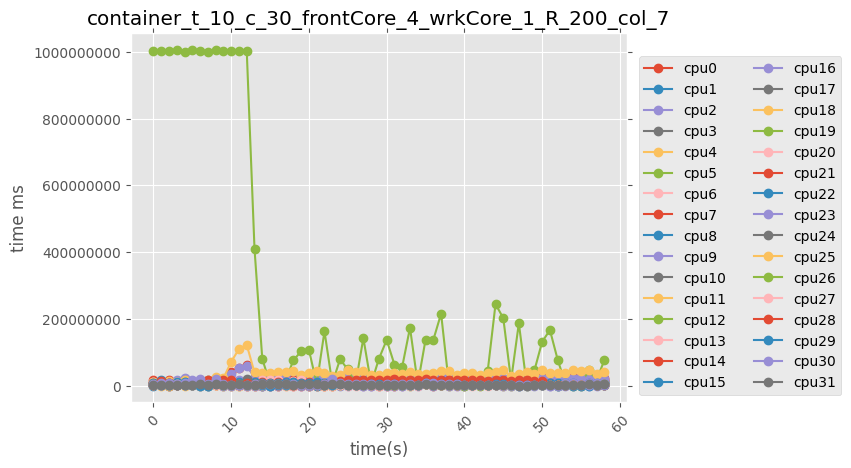 container_t_10_c_30_frontCore_4_wrkCore_1_R_200_col_7
time ms
1000000000
800000000
600000000
400000000
200000000
0
0
10
20
30
40
50
60
time(s)
cpu0
cpu1
cpu2
cpu3
cpu4
cpu5
cpu6
cpu7
cpu8
cpu9
cpu10
cpu11
cpu12
cpu13
cpu14
cpu15
cpu16
cpu17
cpu18
cpu19
cpu20
cpu21
cpu22
cpu23
cpu24
cpu25
cpu26
cpu27
cpu28
cpu29
cpu30
cpu31